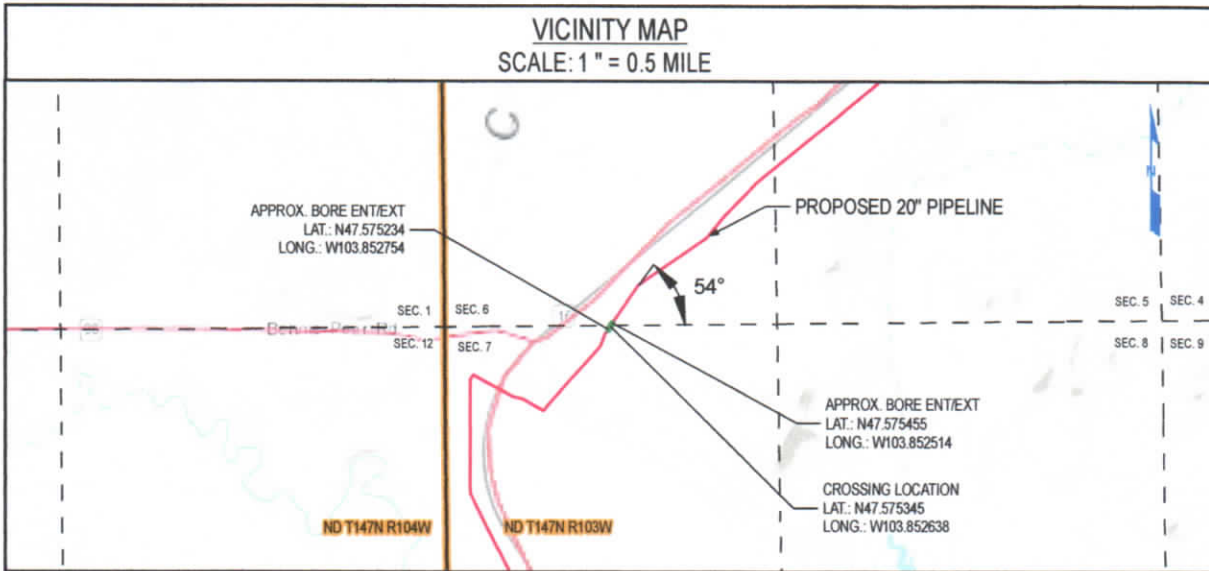 VICINITY MAP
SCALE: 1 " = 0.5 MILE
C
N
APPROX. BORE ENT/EXT
LAT.: N47.575234
LONG.: W103.852754
PROPOSED 20" PIPELINE
54°
SEC. 1
SEC. 6
16
SEC. 5
SEC. 4
SEC. 12
SEC. 7
SEC. 8
SEC. 9
APPROX. BORE ENT/EXT
LAT.: N47.575455
LONG.: W103.852514
CROSSING LOCATION
LAT.: N47.575345
LONG.: W103.852638
ND T147N R104W
ND T147N R103W